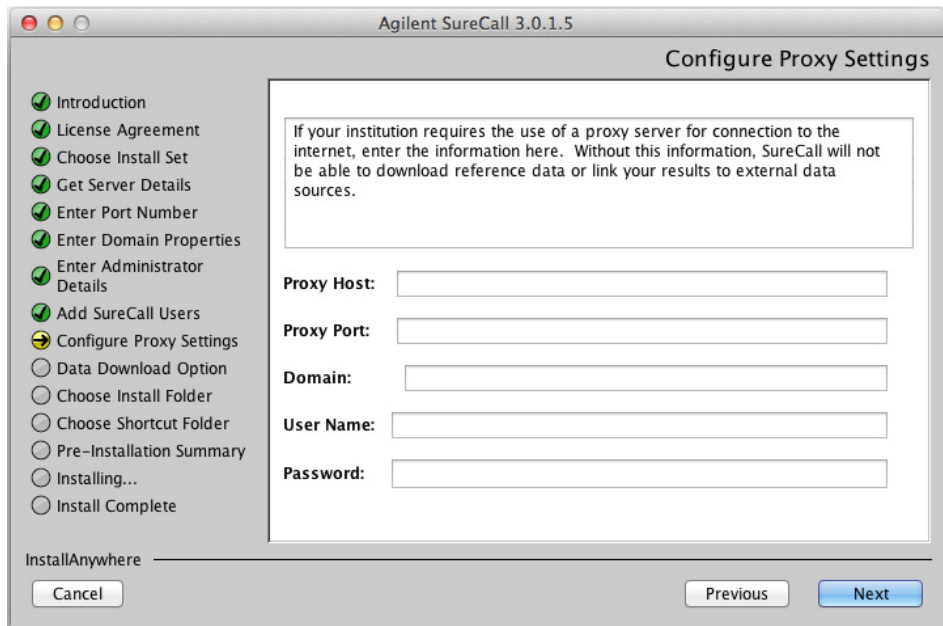 Agilent SureCall 3.0.1.5
Configure Proxy Settings
Introduction
License Agreement
Choose Install Set
Get Server Details
Enter Port Number
Enter Domain Properties
Enter Administrator
Details
Add SureCall Users
Configure Proxy Settings
Data Download Option
Choose Install Folder
Choose Shortcut Folder
Pre-Installation Summary
Installing...
Install Complete
If your institution requires the use of a proxy server for connection to the
internet, enter the information here.  Without this information, SureCall will not
be able to download reference data or link your results to external data
sources.
Proxy Host:
Proxy Port:
Domain:
User Name:
Password:
InstallAnywhere
Cancel
Previous
Next